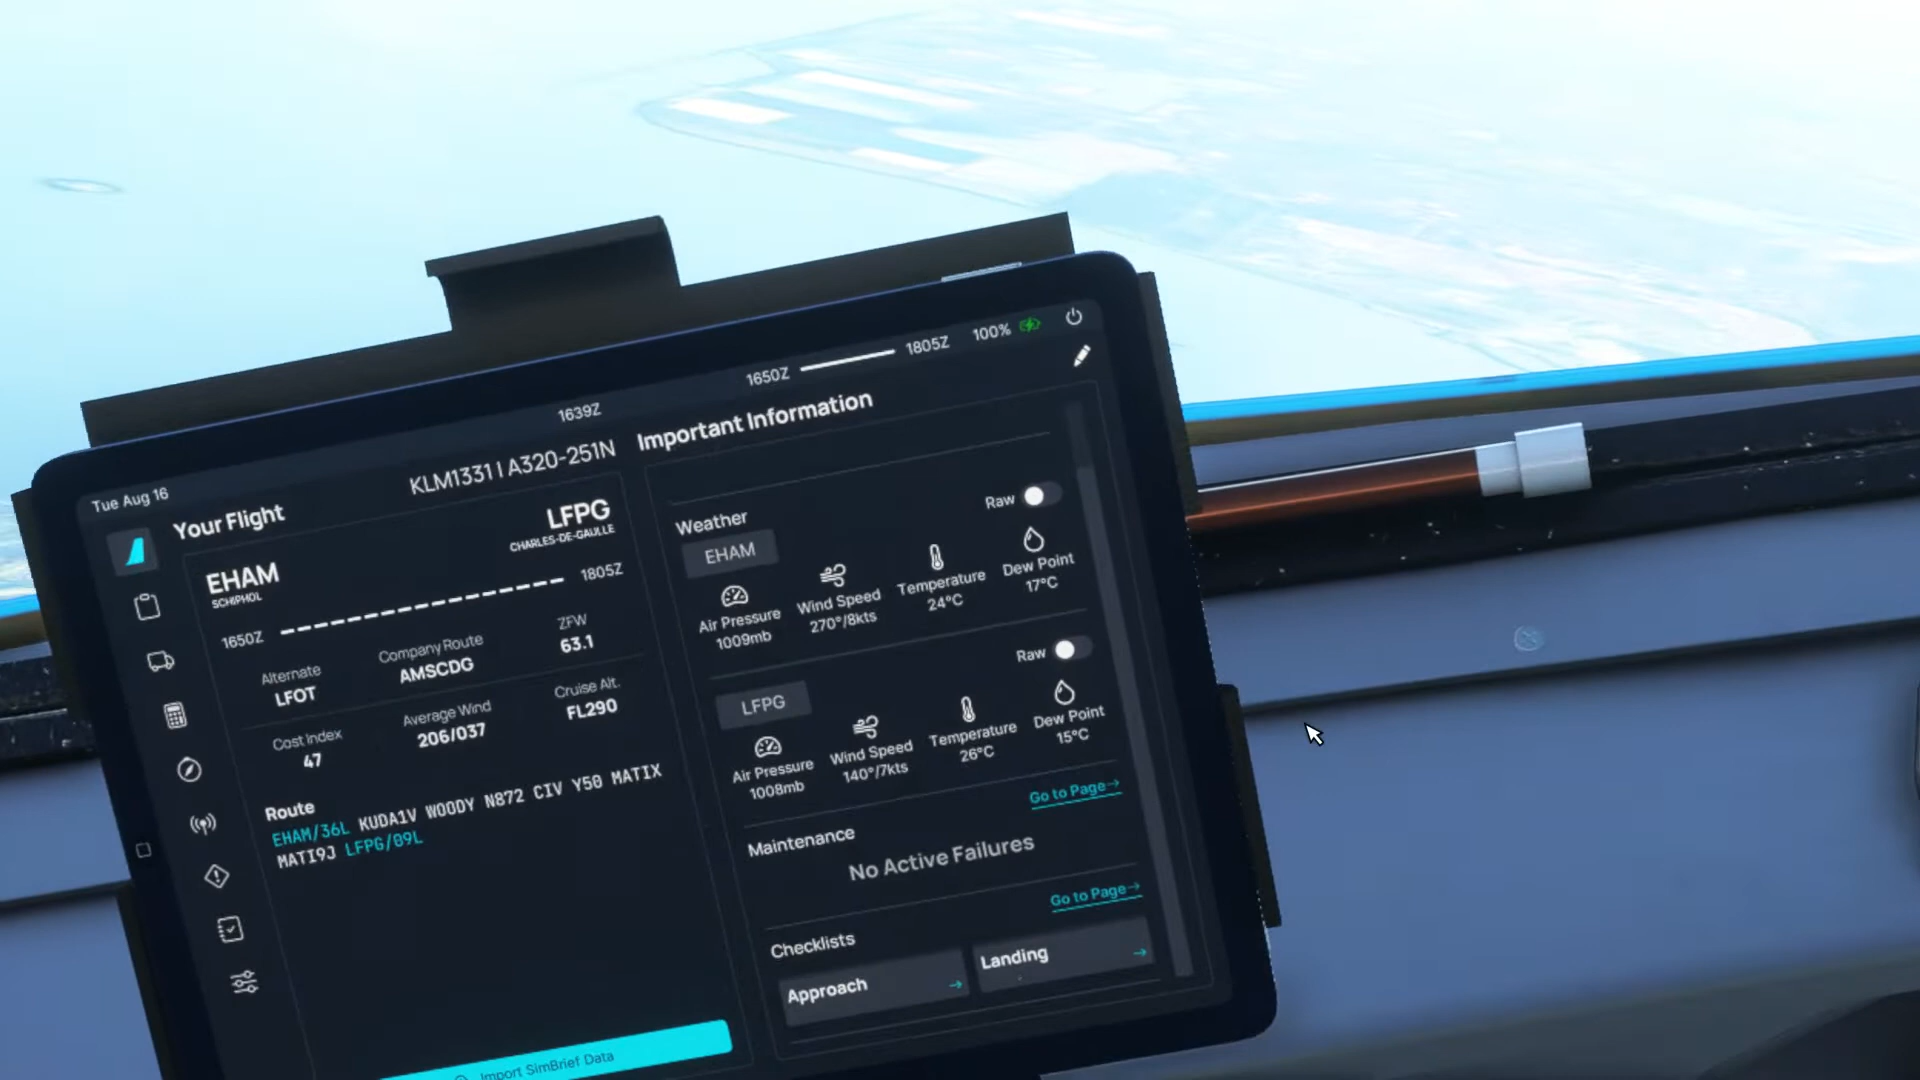 Tue Aug 16
1639Z
1650Z
1805Z
100%
Your Flight
KLM1331 | A320-251N
EHAM
SCHIPHOL
LFPG
CHARLES-DE-GAULLE
1650Z
1805Z
Alternate
LFOT
Company Route
AMSCDG
ZFW
63.1
Cost Index
47
Average Wind
206/037
Cruise Alt.
FL290
Route
EHAM/36L KUDA1V WOODY N872 CIV Y50 MATIX
MATI9J LFPG/09L
Import SimBrief Data
Important Information
Weather
Raw
EHAM
Air Pressure
1009mb
Wind Speed
270°/8kts
Temperature
24°C
Dew Point
17°C
Raw
LFPG
Air Pressure
1008mb
Wind Speed
140°/7kts
Temperature
26°C
Dew Point
15°C
Go to Page→
Maintenance
No Active Failures
Go to Page→
Checklists
Approach →
Landing →